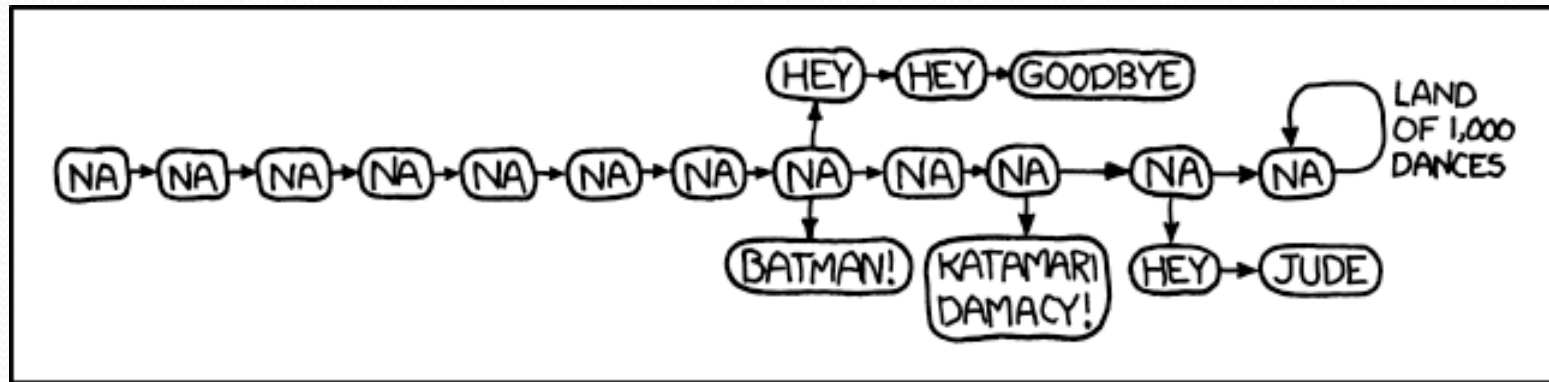 HEY HEY GOODBYE
LAND
OF 1,000
DANCES
NA NA NA NA NA NA NA NA NA NA NA NA
BATMAN!
KATAMARI
DAMACY!
HEY JUDE